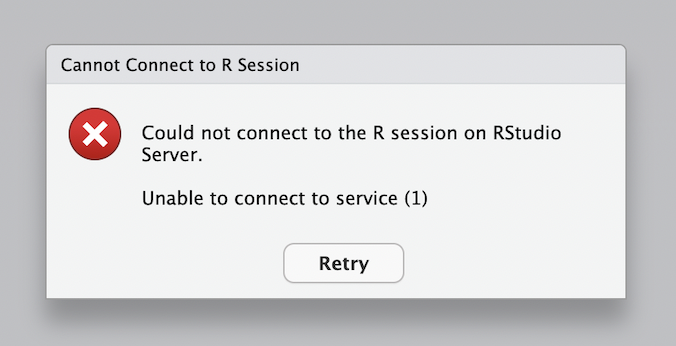 Cannot Connect to R Session
Could not connect to the R session on RStudio
Server.
Unable to connect to service (1)
Retry